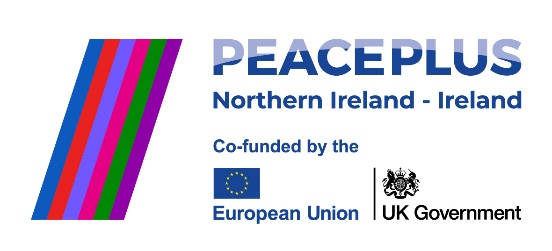 PEACEPLUS
Northern Ireland - Ireland
Co-funded by the
European Union
UK Government